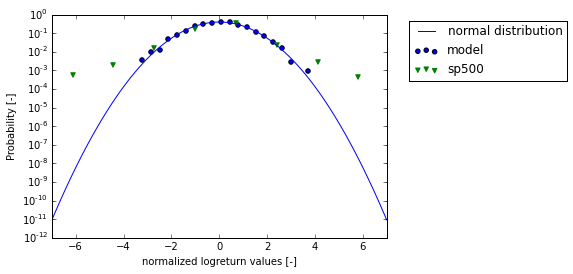 10^0
10^-1
10^-2
10^-3
10^-4
10^-5
10^-6
10^-7
10^-8
10^-9
10^-10
10^-11
10^-12
Probability [-]
−6 −4 −2 0 2 4 6
normalized logreturn values [-]
normal distribution
model
sp500